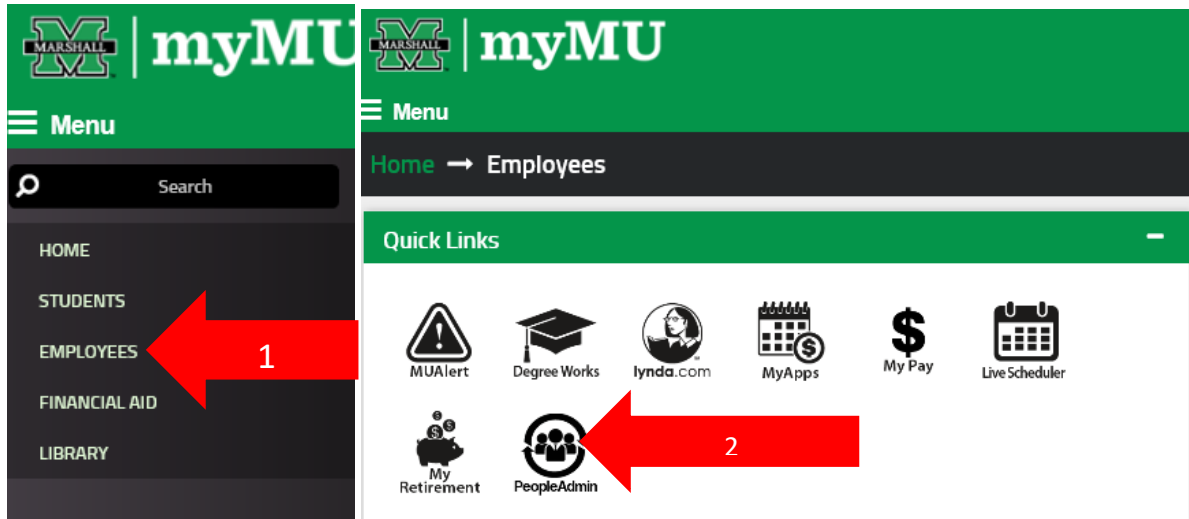 MARSHALL
myMU
Menu
Search
HOME
STUDENTS
EMPLOYEES
1
FINANCIAL AID
LIBRARY
MARSHALL
myMU
Menu
Home → Employees
Quick Links
MUAlert
Degree Works
lynda.com
MyApps
My Pay
Live Scheduler
My
Retirement
PeopleAdmin
2